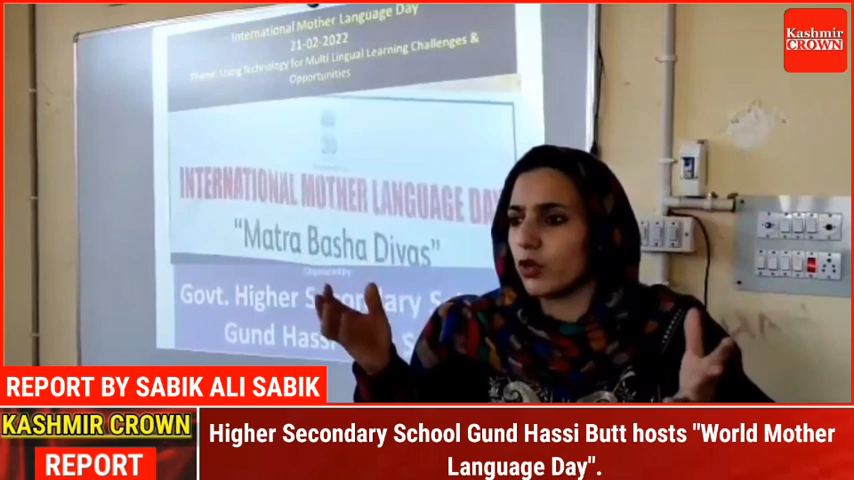 International Mother Language Day
21-02-2022
Theme: Using Technology for Multi Lingual Learning Challenges &
Opportunities
Kashmir
CROWN
INTERNATIONAL MOTHER LANGUAGE DAY
"Matra Basha Divas"
Organized by
Govt. Higher Secondary
Gund Hassi
REPORT BY SABIK ALI SABIK
KASHMIR CROWN
REPORT
Higher Secondary School Gund Hassi Butt hosts "World Mother
Language Day".